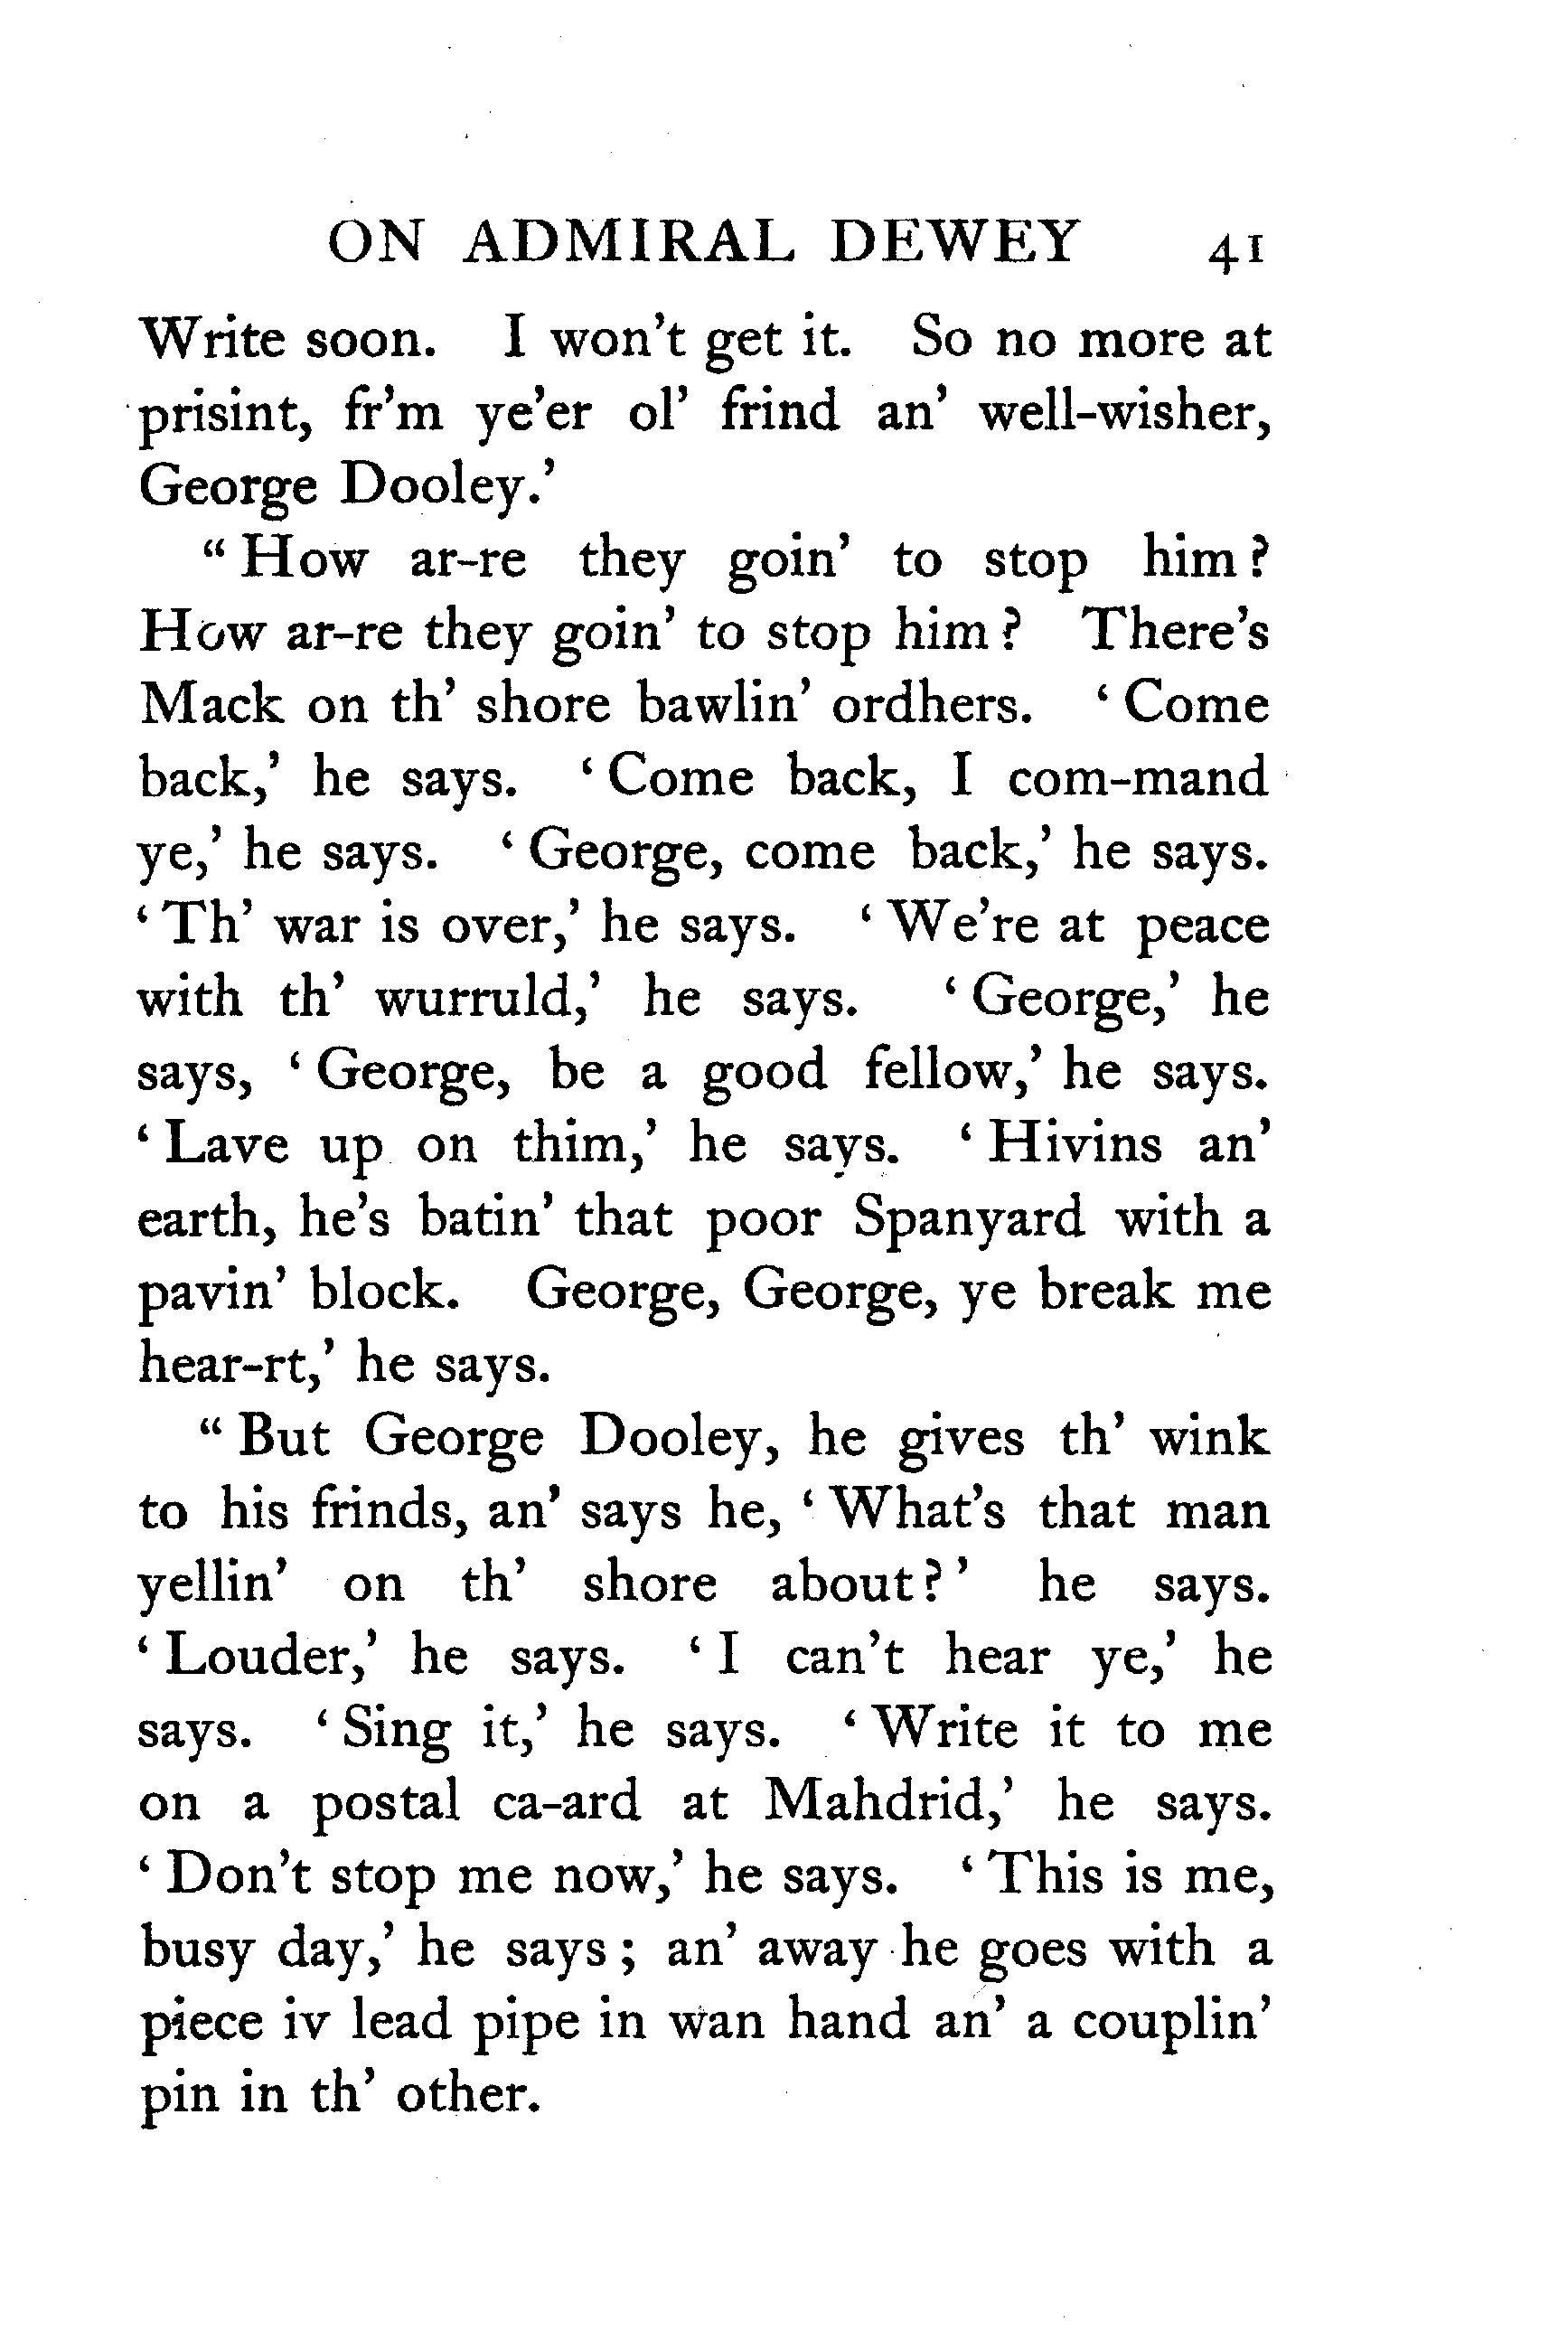 ON ADMIRAL DEWEY 41
Write soon. I won't get it. So no more at
prisint, fr'm ye'er ol' frind an' well-wisher,
George Dooley.'
“ How ar-re they goin' to stop him ?
How ar-re they goin' to stop him ? There's
Mack on th' shore bawlin' ordhers. ‘ Come
back,' he says. ‘ Come back, I com-mand
ye,' he says. ‘ George, come back,' he says.
‘ Th' war is over,' he says. ‘ We're at peace
with th' wurruld,' he says. ‘ George,' he
says, ‘ George, be a good fellow,' he says.
‘ Lave up on thim,' he says. ‘ Hivins an'
earth, he's batin' that poor Spanyard with a
pavin' block. George, George, ye break me
hear-rt,' he says.
“ But George Dooley, he gives th' wink
to his frinds, an' says he, ‘ What's that man
yellin' on th' shore about ? ' he says.
‘ Louder,' he says. ‘ I can't hear ye,' he
says. ‘ Sing it,' he says. ‘ Write it to me
on a postal ca-ard at Mahdrid,' he says.
‘ Don't stop me now,' he says. ‘ This is me,
busy day,' he says ; an' away he goes with a
piece iv lead pipe in wan hand an' a couplin'
pin in th' other.